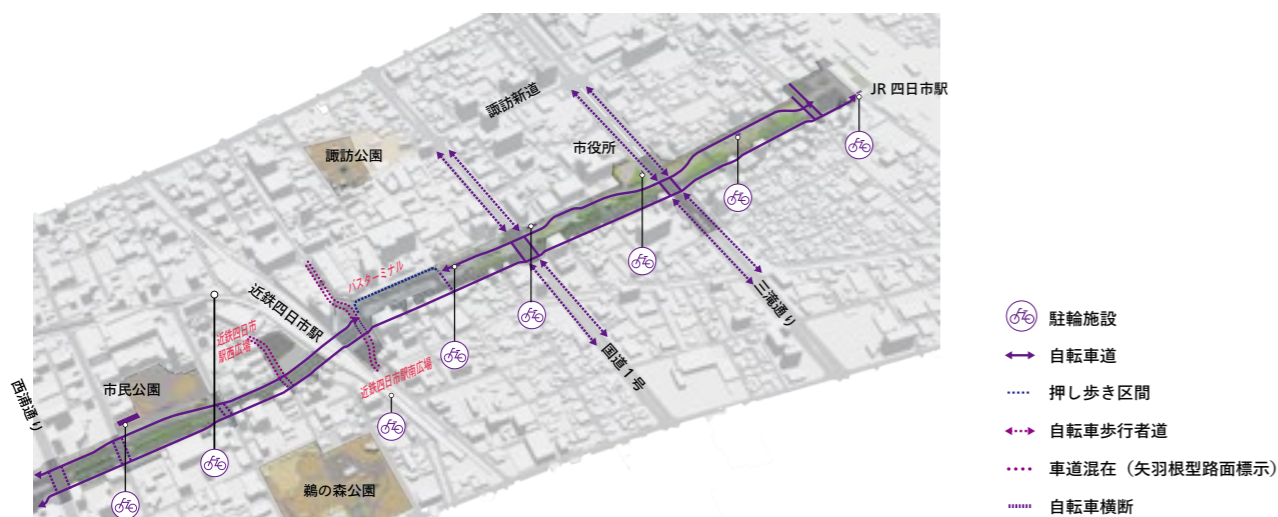 JR 四日市駅
諏訪新道
市役所
諏訪公園
バスターミナル
近鉄四日市駅
三滝通り
近鉄四日市
駅西広場
国道1号
近鉄四日市駅南広場
西浦通り
市民公園
鵜の森公園
駐輪施設
自転車道
押し歩き区間
自転車歩行者道
車道混在（矢羽根型路面標示）
自転車横断